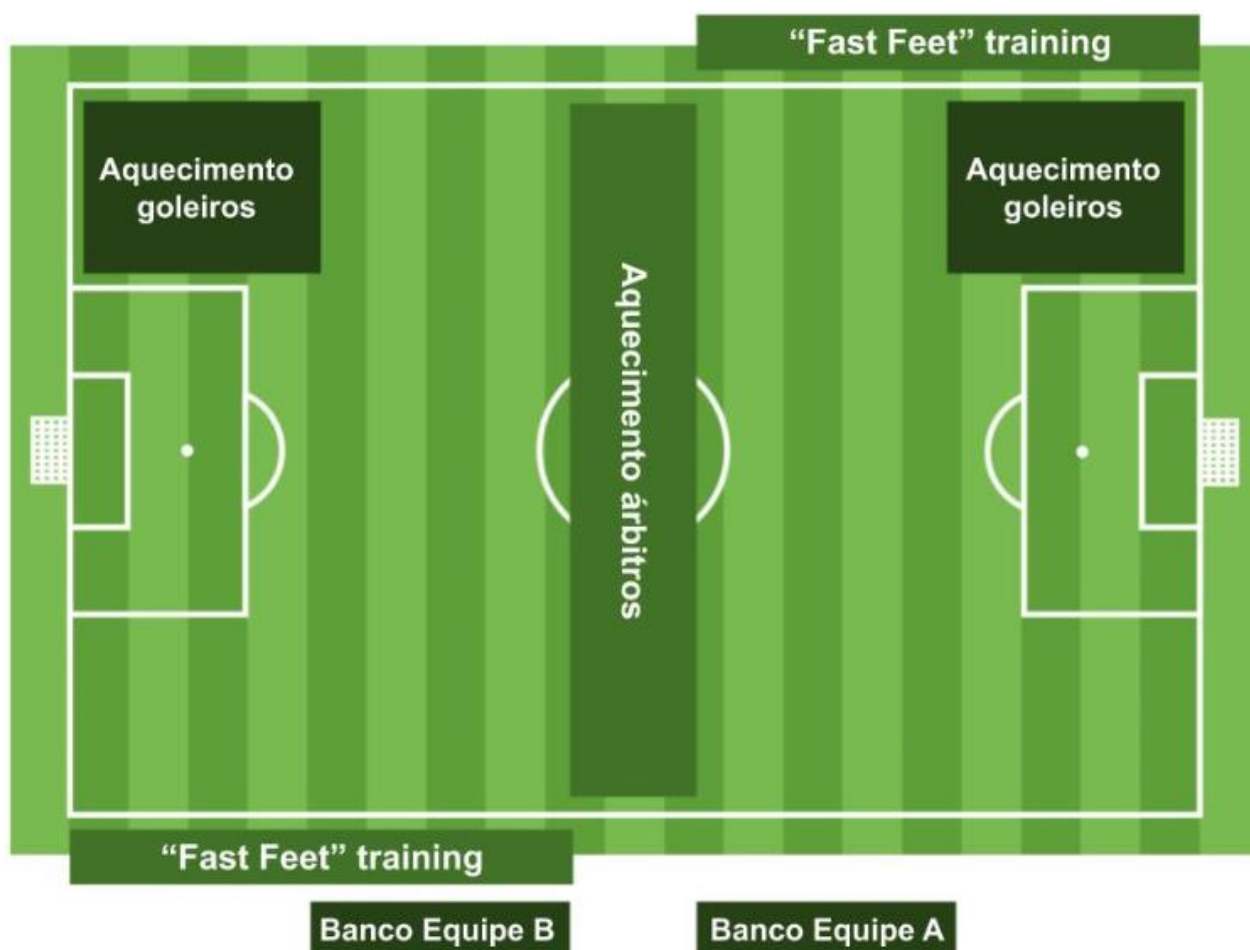 “Fast Feet” training
Aquecimento
goleiros
Aquecimento
goleiros
Aquecimento árbitros
“Fast Feet” training
Banco Equipe B
Banco Equipe A